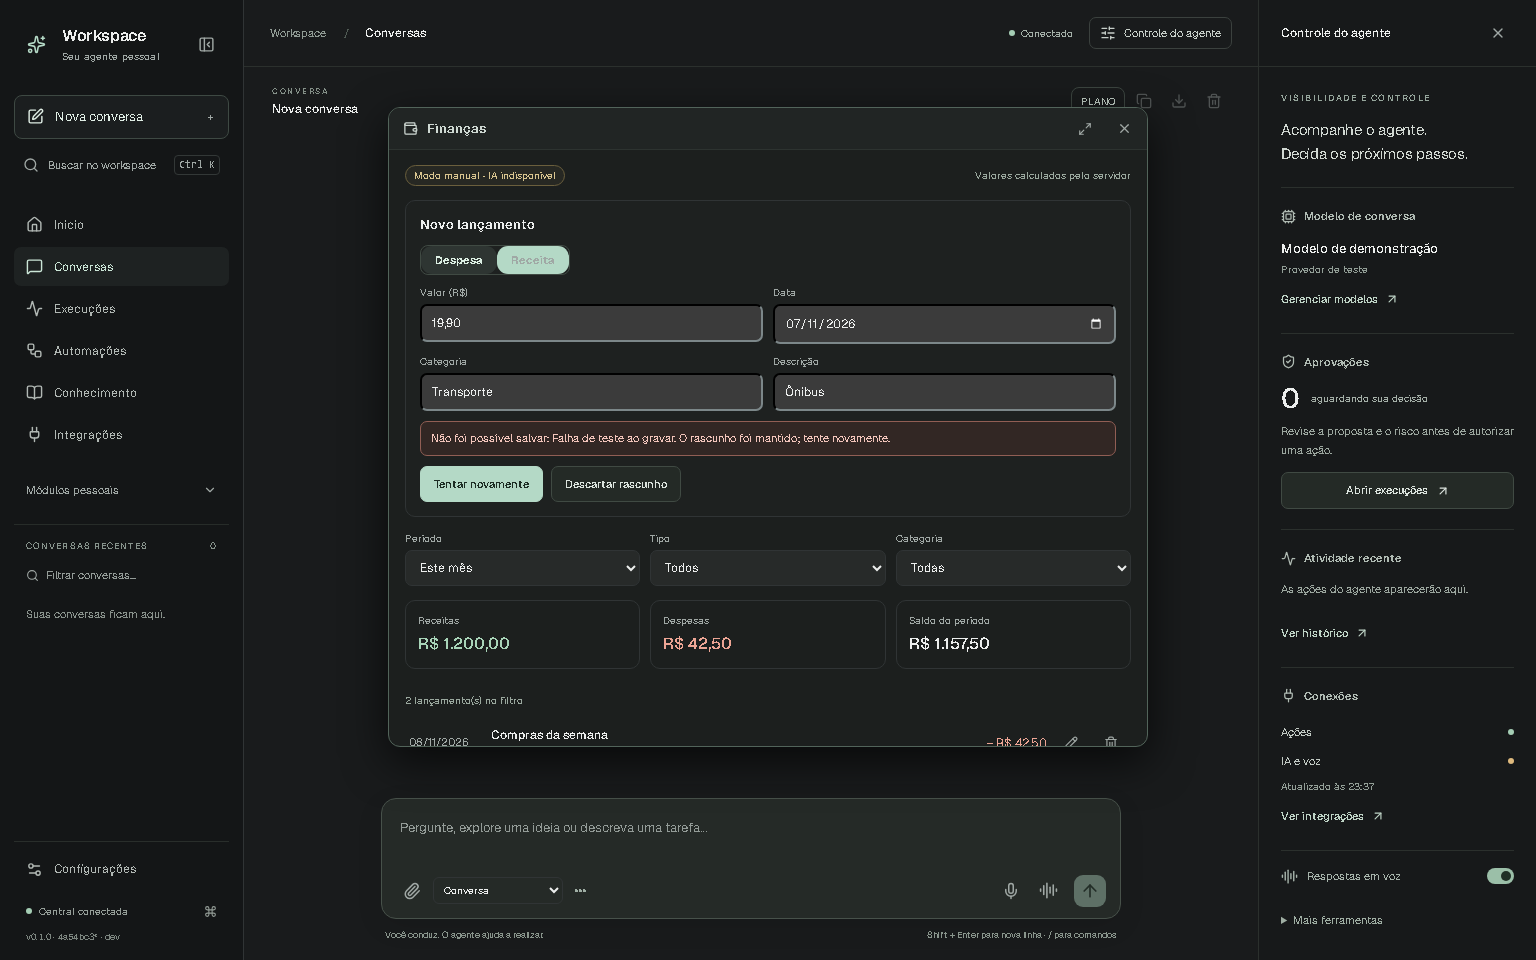 Workspace
Seu agente pessoal
Nova conversa +
Buscar no workspace Ctrl K
Início
Conversas
Execuções
Automações
Conhecimento
Integrações
Módulos pessoais
CONVERSAS RECENTES 0
Filtrar conversas...
Suas conversas ficam aqui.
Configurações
Central conectada
v0.1.0 · 4a54bc3* · dev
Workspace / Conversas
Conectado
Controle do agente
CONVERSA
Nova conversa
PLANO
Finanças
Modo manual · IA indisponível
Valores calculados pelo servidor
Novo lançamento
Despesa Receita
Valor (R$) Data
19,90 07/11/2026
Categoria Descrição
Transporte Ônibus
Não foi possível salvar: Falha de teste ao gravar. O rascunho foi mantido; tente novamente.
Tentar novamente Descartar rascunho
Período Tipo Categoria
Este mês Todos Todas
Receitas Despesas Saldo do período
R$ 1.200,00 R$ 42,50 R$ 1.157,50
2 lançamento(s) no filtro
08/11/2026 Compras da semana − R$ 42,50
Pergunte, explore uma ideia ou descreva uma tarefa...
Conversa
Você conduz. O agente ajuda a realizar.
Shift + Enter para nova linha · / para comandos
Controle do agente
VISIBILIDADE E CONTROLE
Acompanhe o agente.
Decida os próximos passos.
Modelo de conversa
Modelo de demonstração
Provedor de teste
Gerenciar modelos
Aprovações
0 aguardando sua decisão
Revise a proposta e o risco antes de autorizar
uma ação.
Abrir execuções
Atividade recente
As ações do agente aparecerão aqui.
Ver histórico
Conexões
Ações
IA e voz
Atualizado às 23:37
Ver integrações
Respostas em voz
Mais ferramentas